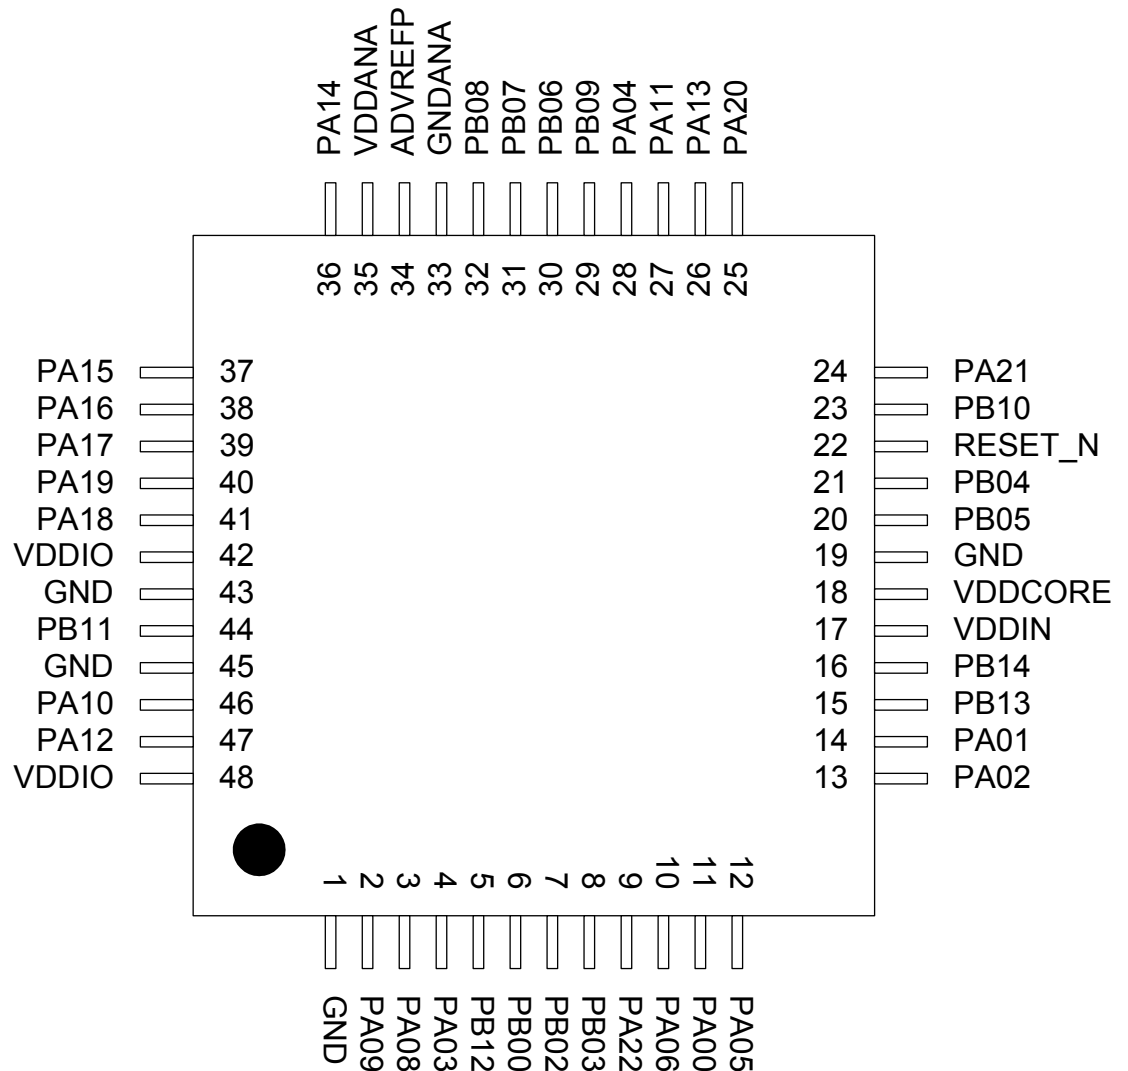 PA14 VDDANA ADVREFP GNDANA PB08 PB07 PB06 PB09 PA04 PA11 PA13 PA20
36 35 34 33 32 31 30 29 28 27 26 25
PA15 37 24 PA21
PA16 38 23 PB10
PA17 39 22 RESET_N
PA19 40 21 PB04
PA18 41 20 PB05
VDDIO 42 19 GND
GND 43 18 VDDCORE
PB11 44 17 VDDIN
GND 45 16 PB14
PA10 46 15 PB13
PA12 47 14 PA01
VDDIO 48 13 PA02
1 2 3 4 5 6 7 8 9 10 11 12
GND PA09 PA08 PA03 PB12 PB00 PB02 PB03 PA22 PA06 PA00 PA05